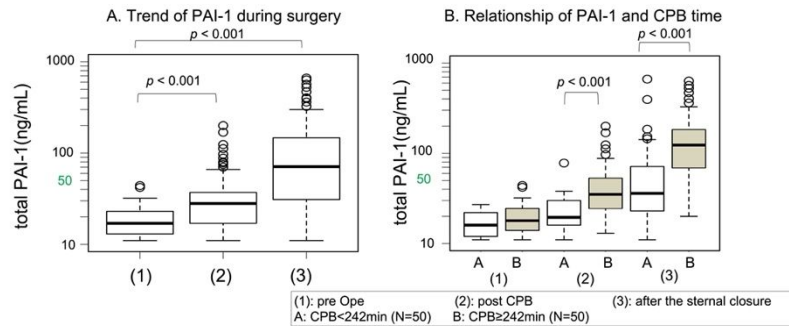 A. Trend of PAI-1 during surgery
p < 0.001
p < 0.001
total PAI-1(ng/mL)
1000
100
50
10
(1) (2) (3)
B. Relationship of PAI-1 and CPB time
p < 0.001
p < 0.001
total PAI-1(ng/mL)
1000
100
50
10
A B A B A B
(1) (2) (3)
(1): pre Ope (2): post CPB (3): after the sternal closure
A: CPB<242min (N=50) B: CPB≥242min (N=50)